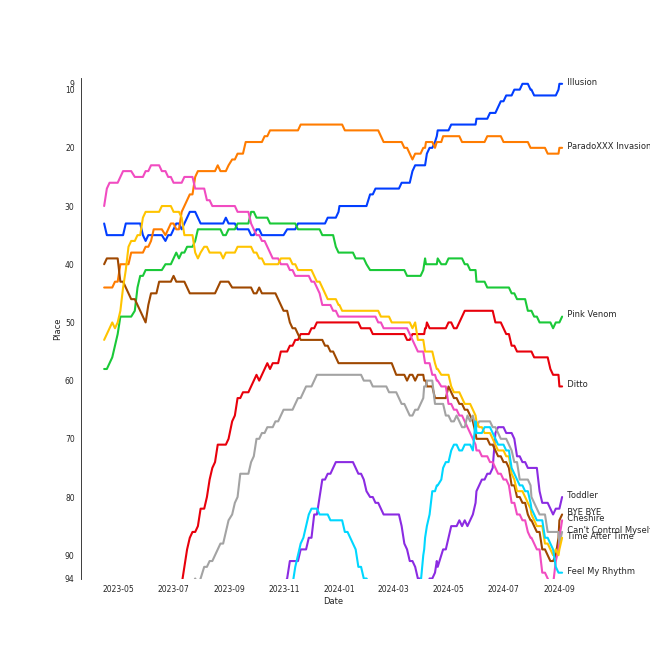 9
10
20
30
40
50
60
70
80
90
94
Place
2023-05
2023-07
2023-09
2023-11
2024-01
2024-03
2024-05
2024-07
2024-09
Date
Illusion
ParadoXXX Invasion
Pink Venom
Ditto
Toddler
BYE BYE
Cheshire
Can't Control Myself
Time After Time
Feel My Rhythm